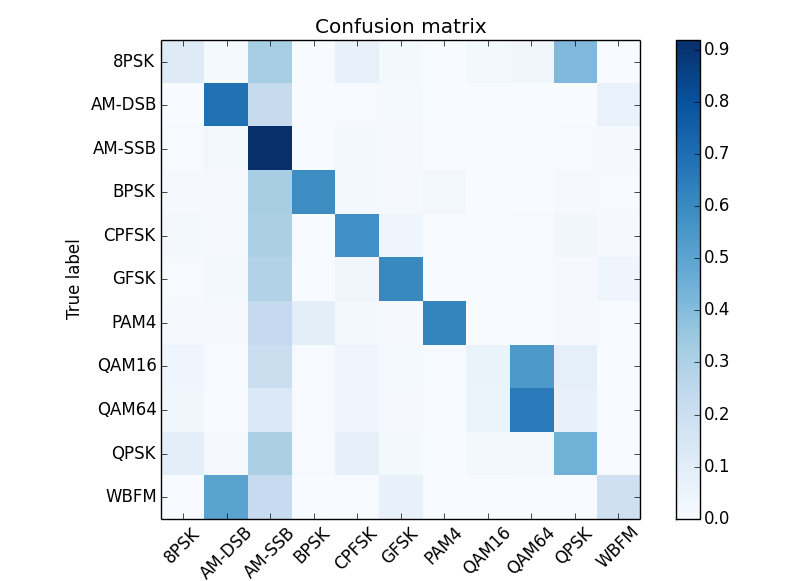 Confusion matrix
8PSK
AM-DSB
AM-SSB
BPSK
CPFSK
GFSK
PAM4
QAM16
QAM64
QPSK
WBFM
True label
8PSK
AM-DSB
AM-SSB
BPSK
CPFSK
GFSK
PAM4
QAM16
QAM64
QPSK
WBFM
0.9
0.8
0.7
0.6
0.5
0.4
0.3
0.2
0.1
0.0